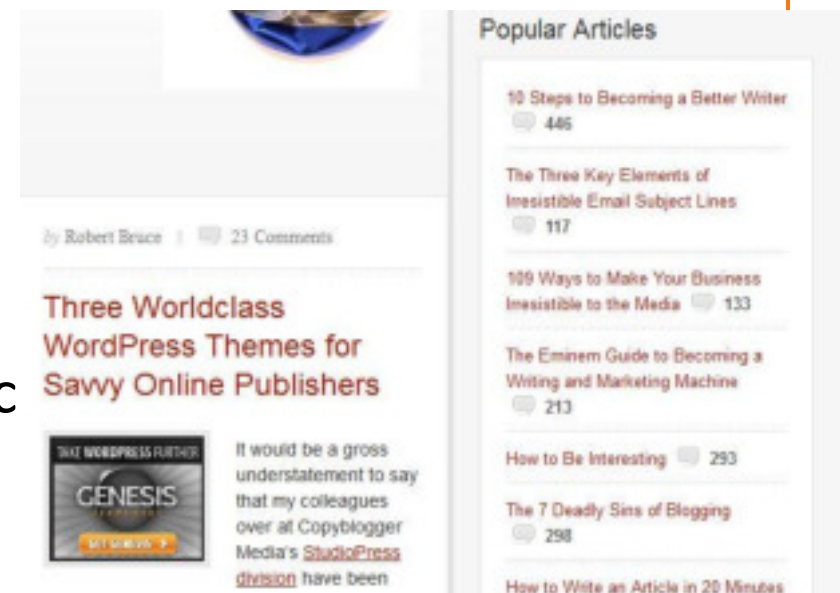 by Robert Bruce | 23 Comments
Three Worldclass
WordPress Themes for
Savvy Online Publishers
c
TAKE WORDPRESS FURTHER
GENESIS
It would be a gross
understatement to say
that my colleagues
over at Copyblogger
Media's StudioPress
division have been
Popular Articles
10 Steps to Becoming a Better Writer
446
The Three Key Elements of
Irresistible Email Subject Lines
117
109 Ways to Make Your Business
Irresistible to the Media 133
The Eminem Guide to Becoming a
Writing and Marketing Machine
213
How to Be Interesting 293
The 7 Deadly Sins of Blogging
298
How to Write an Article in 20 Minutes